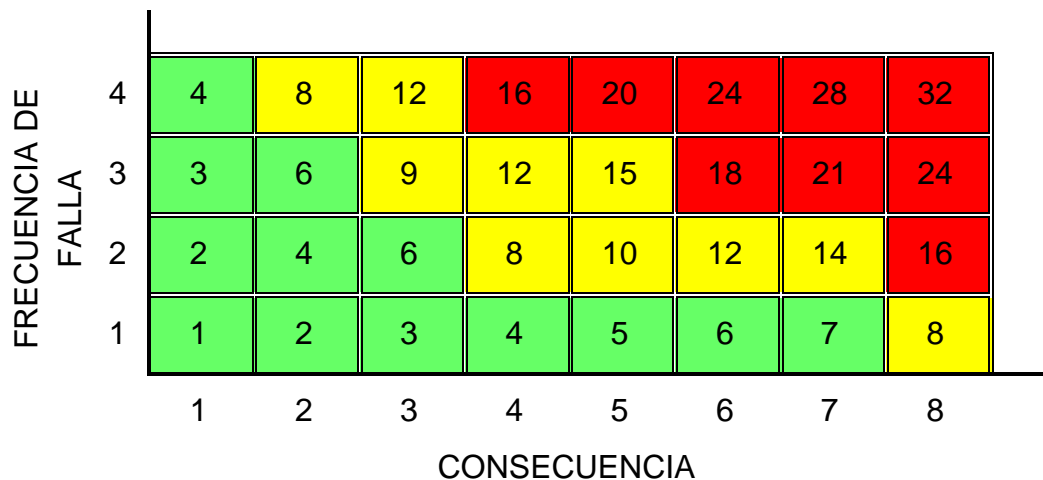 FRECUENCIA DE
FALLA
4 4 8 12 16 20 24 28 32
3 3 6 9 12 15 18 21 24
2 2 4 6 8 10 12 14 16
1 1 2 3 4 5 6 7 8
1 2 3 4 5 6 7 8
CONSECUENCIA